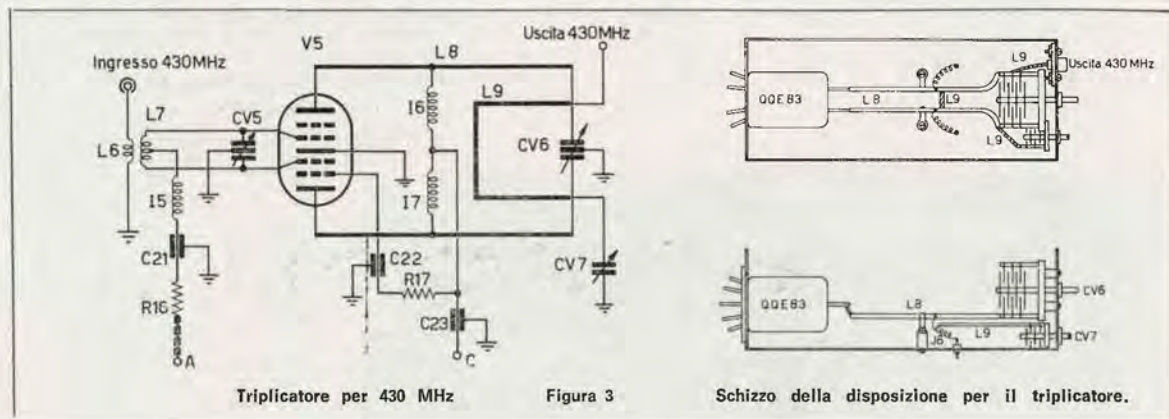 Ingresso 430MHz
V5
L8
Uscita 430MHz
L7
CV5
L6
I5
C21
R16
A
I6
I7
L9
CV6
C22
R17
C23
C
CV7
Triplicatore per 430 MHz
Figura 3
QQE83
L8
L9
L9
L9
Uscita 430 MHz
QQE83
L8
J6
L9
CV6
CV7
Schizzo della disposizione per il triplicatore.